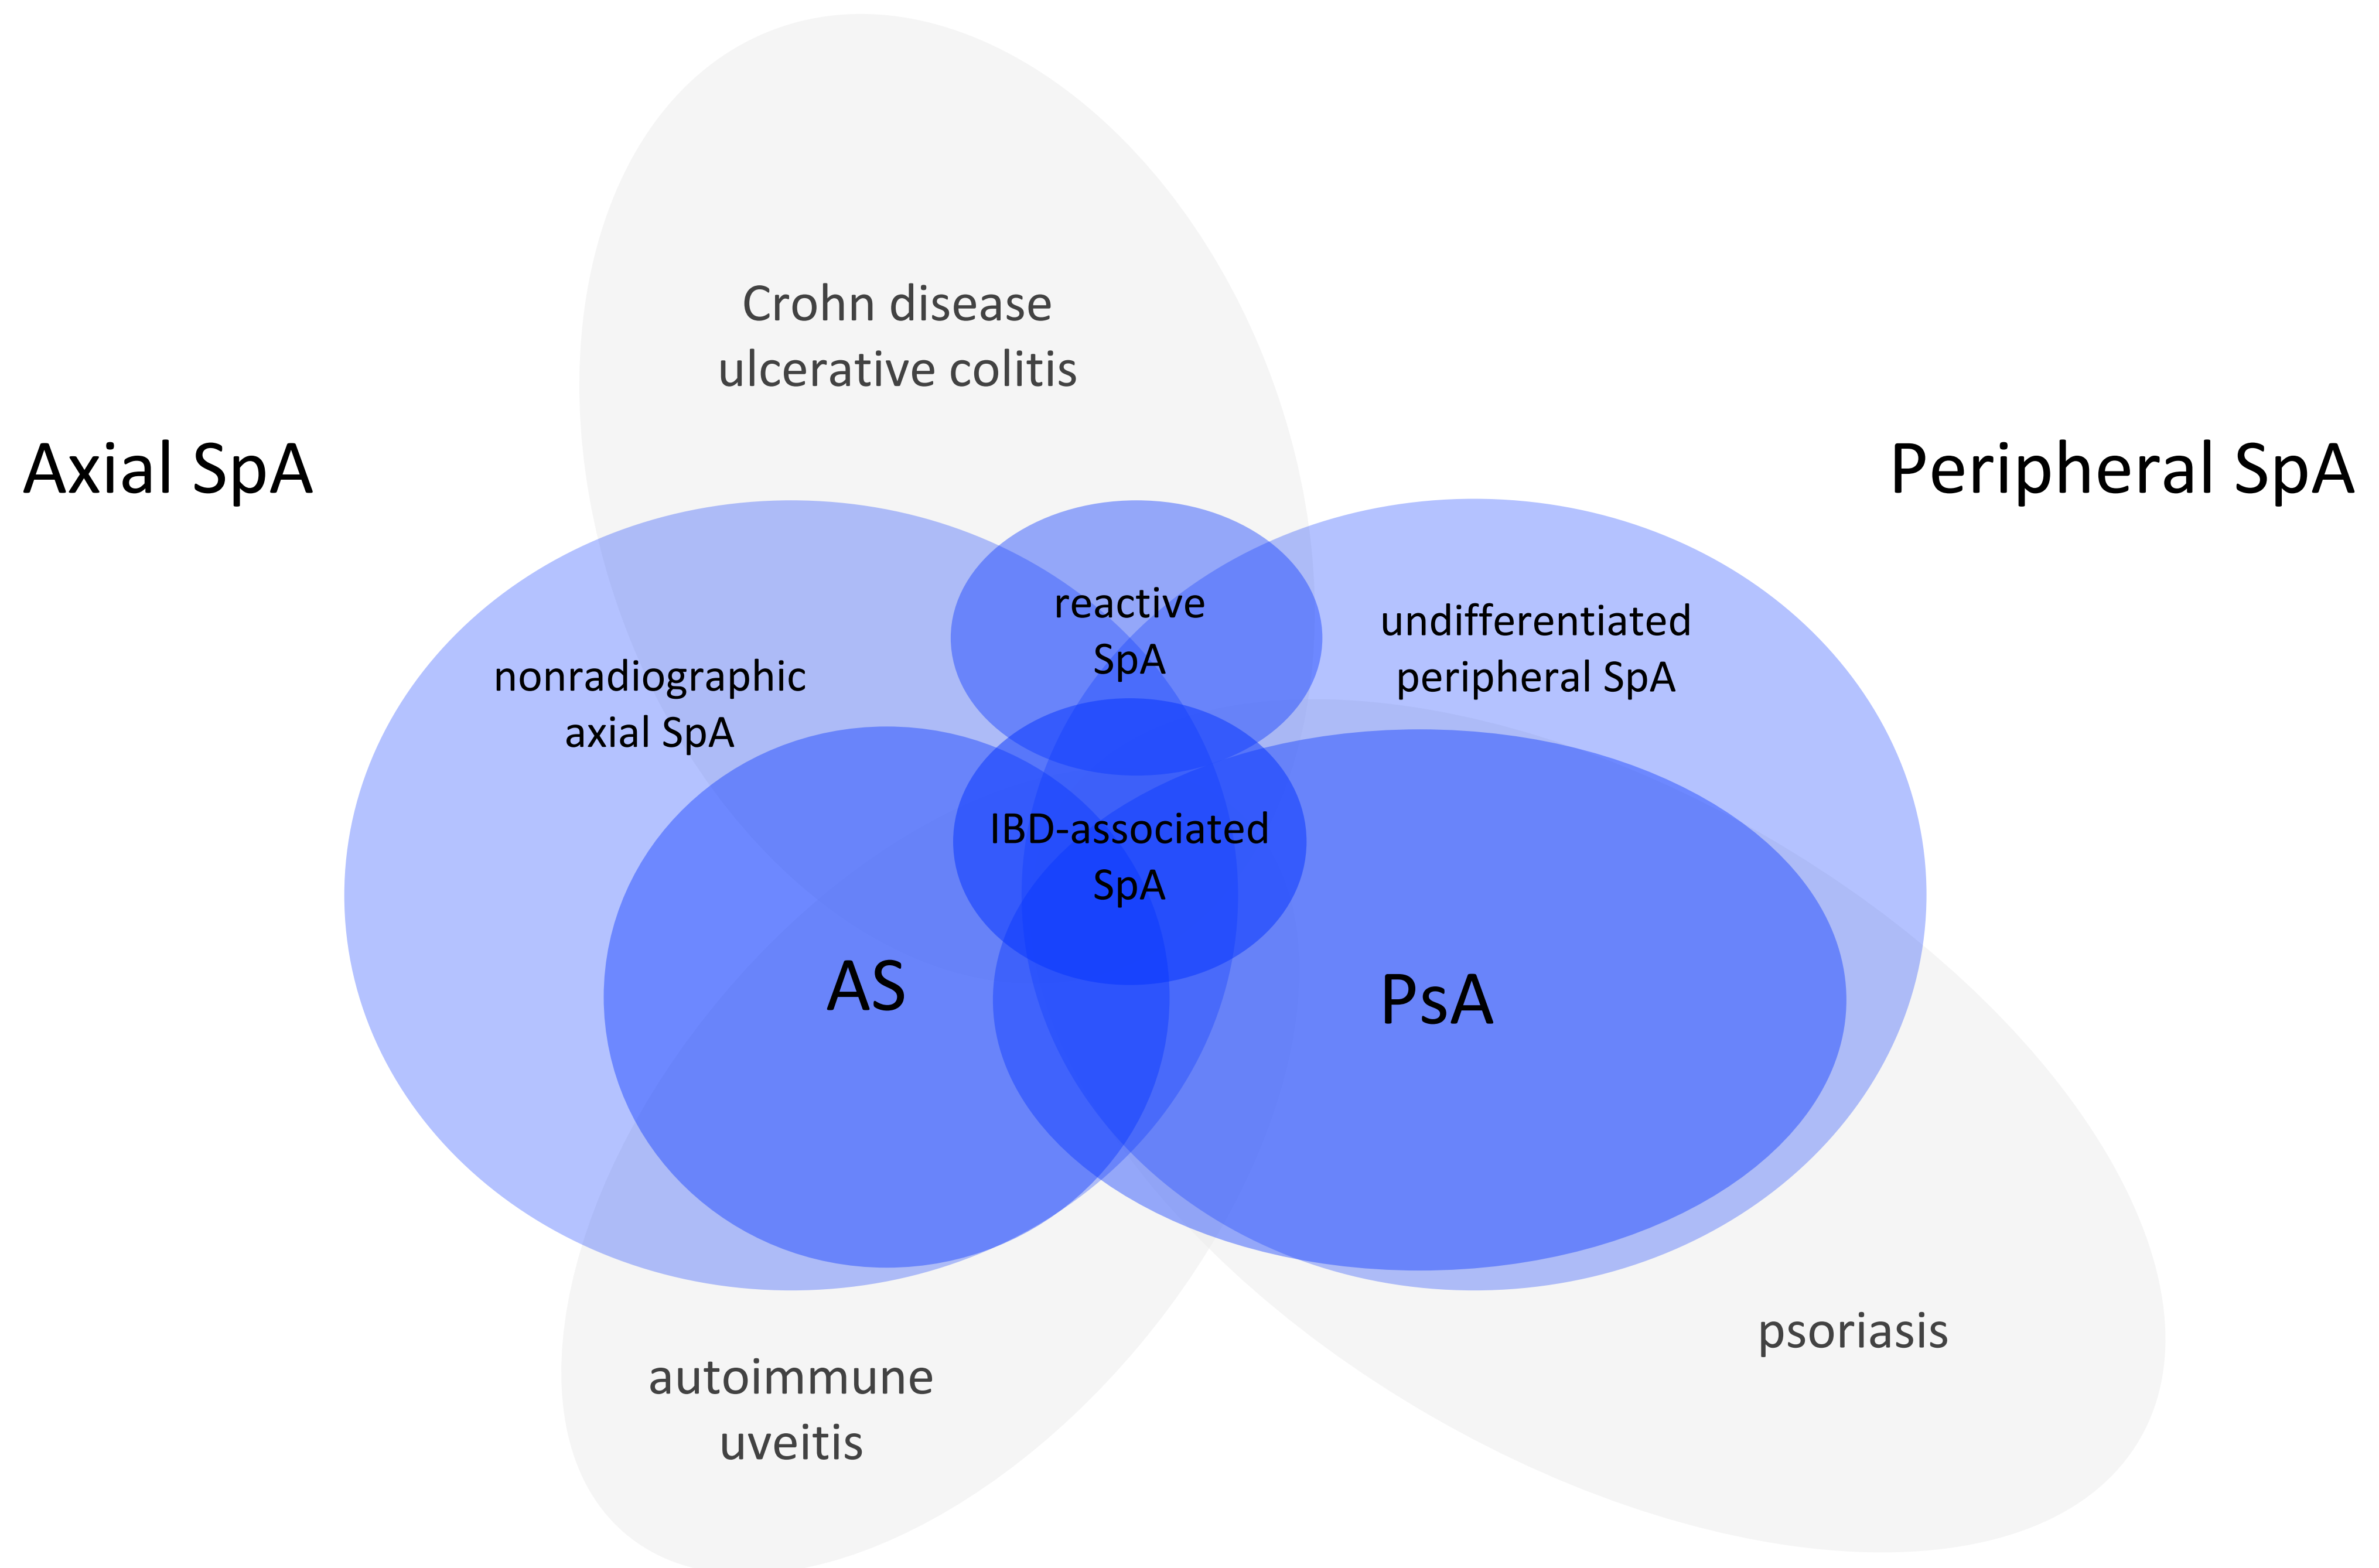 Crohn disease
ulcerative colitis
Axial SpA
Peripheral SpA
reactive
SpA
undifferentiated
peripheral SpA
nonradiographic
axial SpA
IBD-associated
SpA
AS
PsA
psoriasis
autoimmune
uveitis